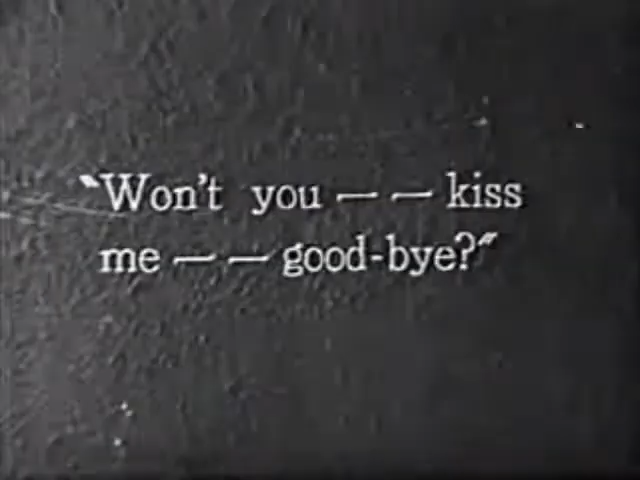 "Won't you — — kiss
me — — good-bye?"